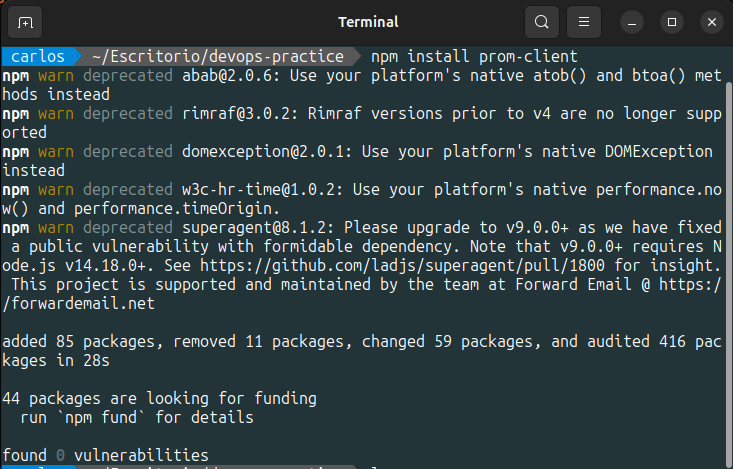 Terminal
carlos ~/Escritorio/devops-practice npm install prom-client
npm warn deprecated abab@2.0.6: Use your platform's native atob() and btoa() met
hods instead
npm warn deprecated rimraf@3.0.2: Rimraf versions prior to v4 are no longer supp
orted
npm warn deprecated domexception@2.0.1: Use your platform's native DOMException
instead
npm warn deprecated w3c-hr-time@1.0.2: Use your platform's native performance.no
w() and performance.timeOrigin.
npm warn deprecated superagent@8.1.2: Please upgrade to v9.0.0+ as we have fixed
a public vulnerability with formidable dependency. Note that v9.0.0+ requires N
ode.js v14.18.0+. See https://github.com/ladjs/superagent/pull/1800 for insight.
This project is supported and maintained by the team at Forward Email @ https:/
/forwardemail.net
added 85 packages, removed 11 packages, changed 59 packages, and audited 416 pac
kages in 28s
44 packages are looking for funding
run `npm fund` for details
found 0 vulnerabilities